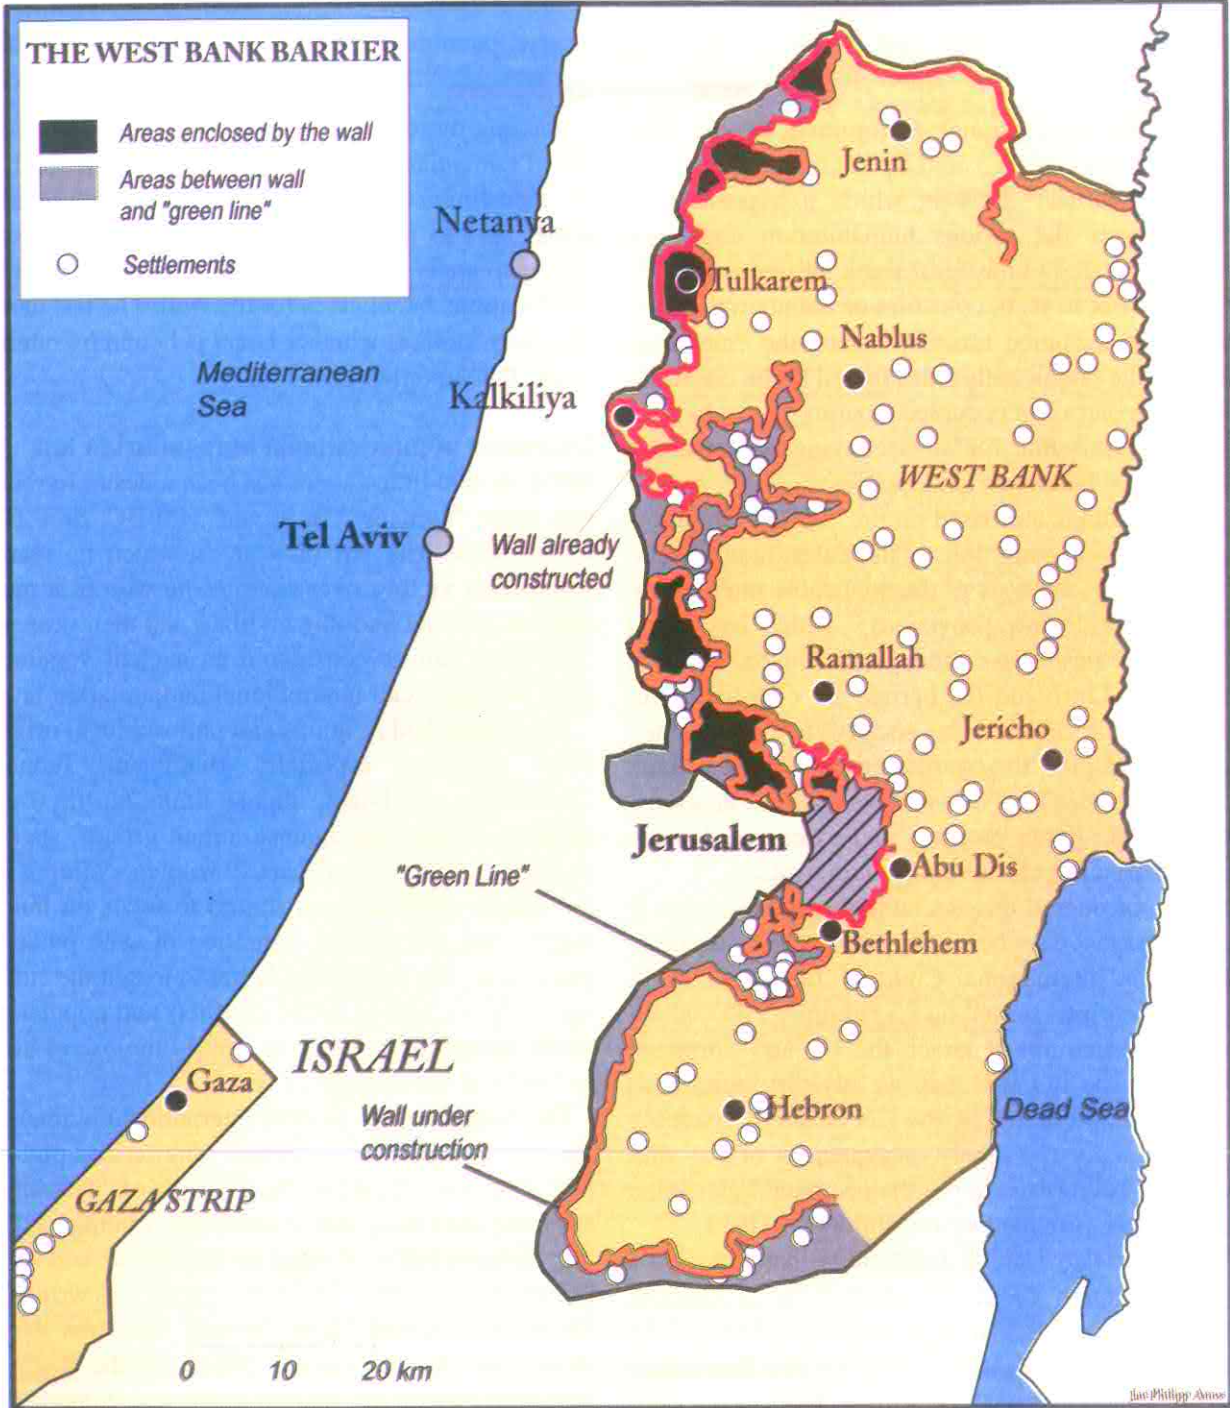 THE WEST BANK BARRIER
Areas enclosed by the wall
Areas between wall
and "green line"
Settlements
Netanya
Jenin
Tulkarem
Nablus
Mediterranean
Sea
Kalkiliya
WEST BANK
Tel Aviv
Wall already
constructed
Ramallah
Jericho
Jerusalem
"Green Line"
Abu Dis
Bethlehem
ISRAEL
Gaza
Wall under
construction
Hebron
Dead Sea
GAZA STRIP
0 10 20 km